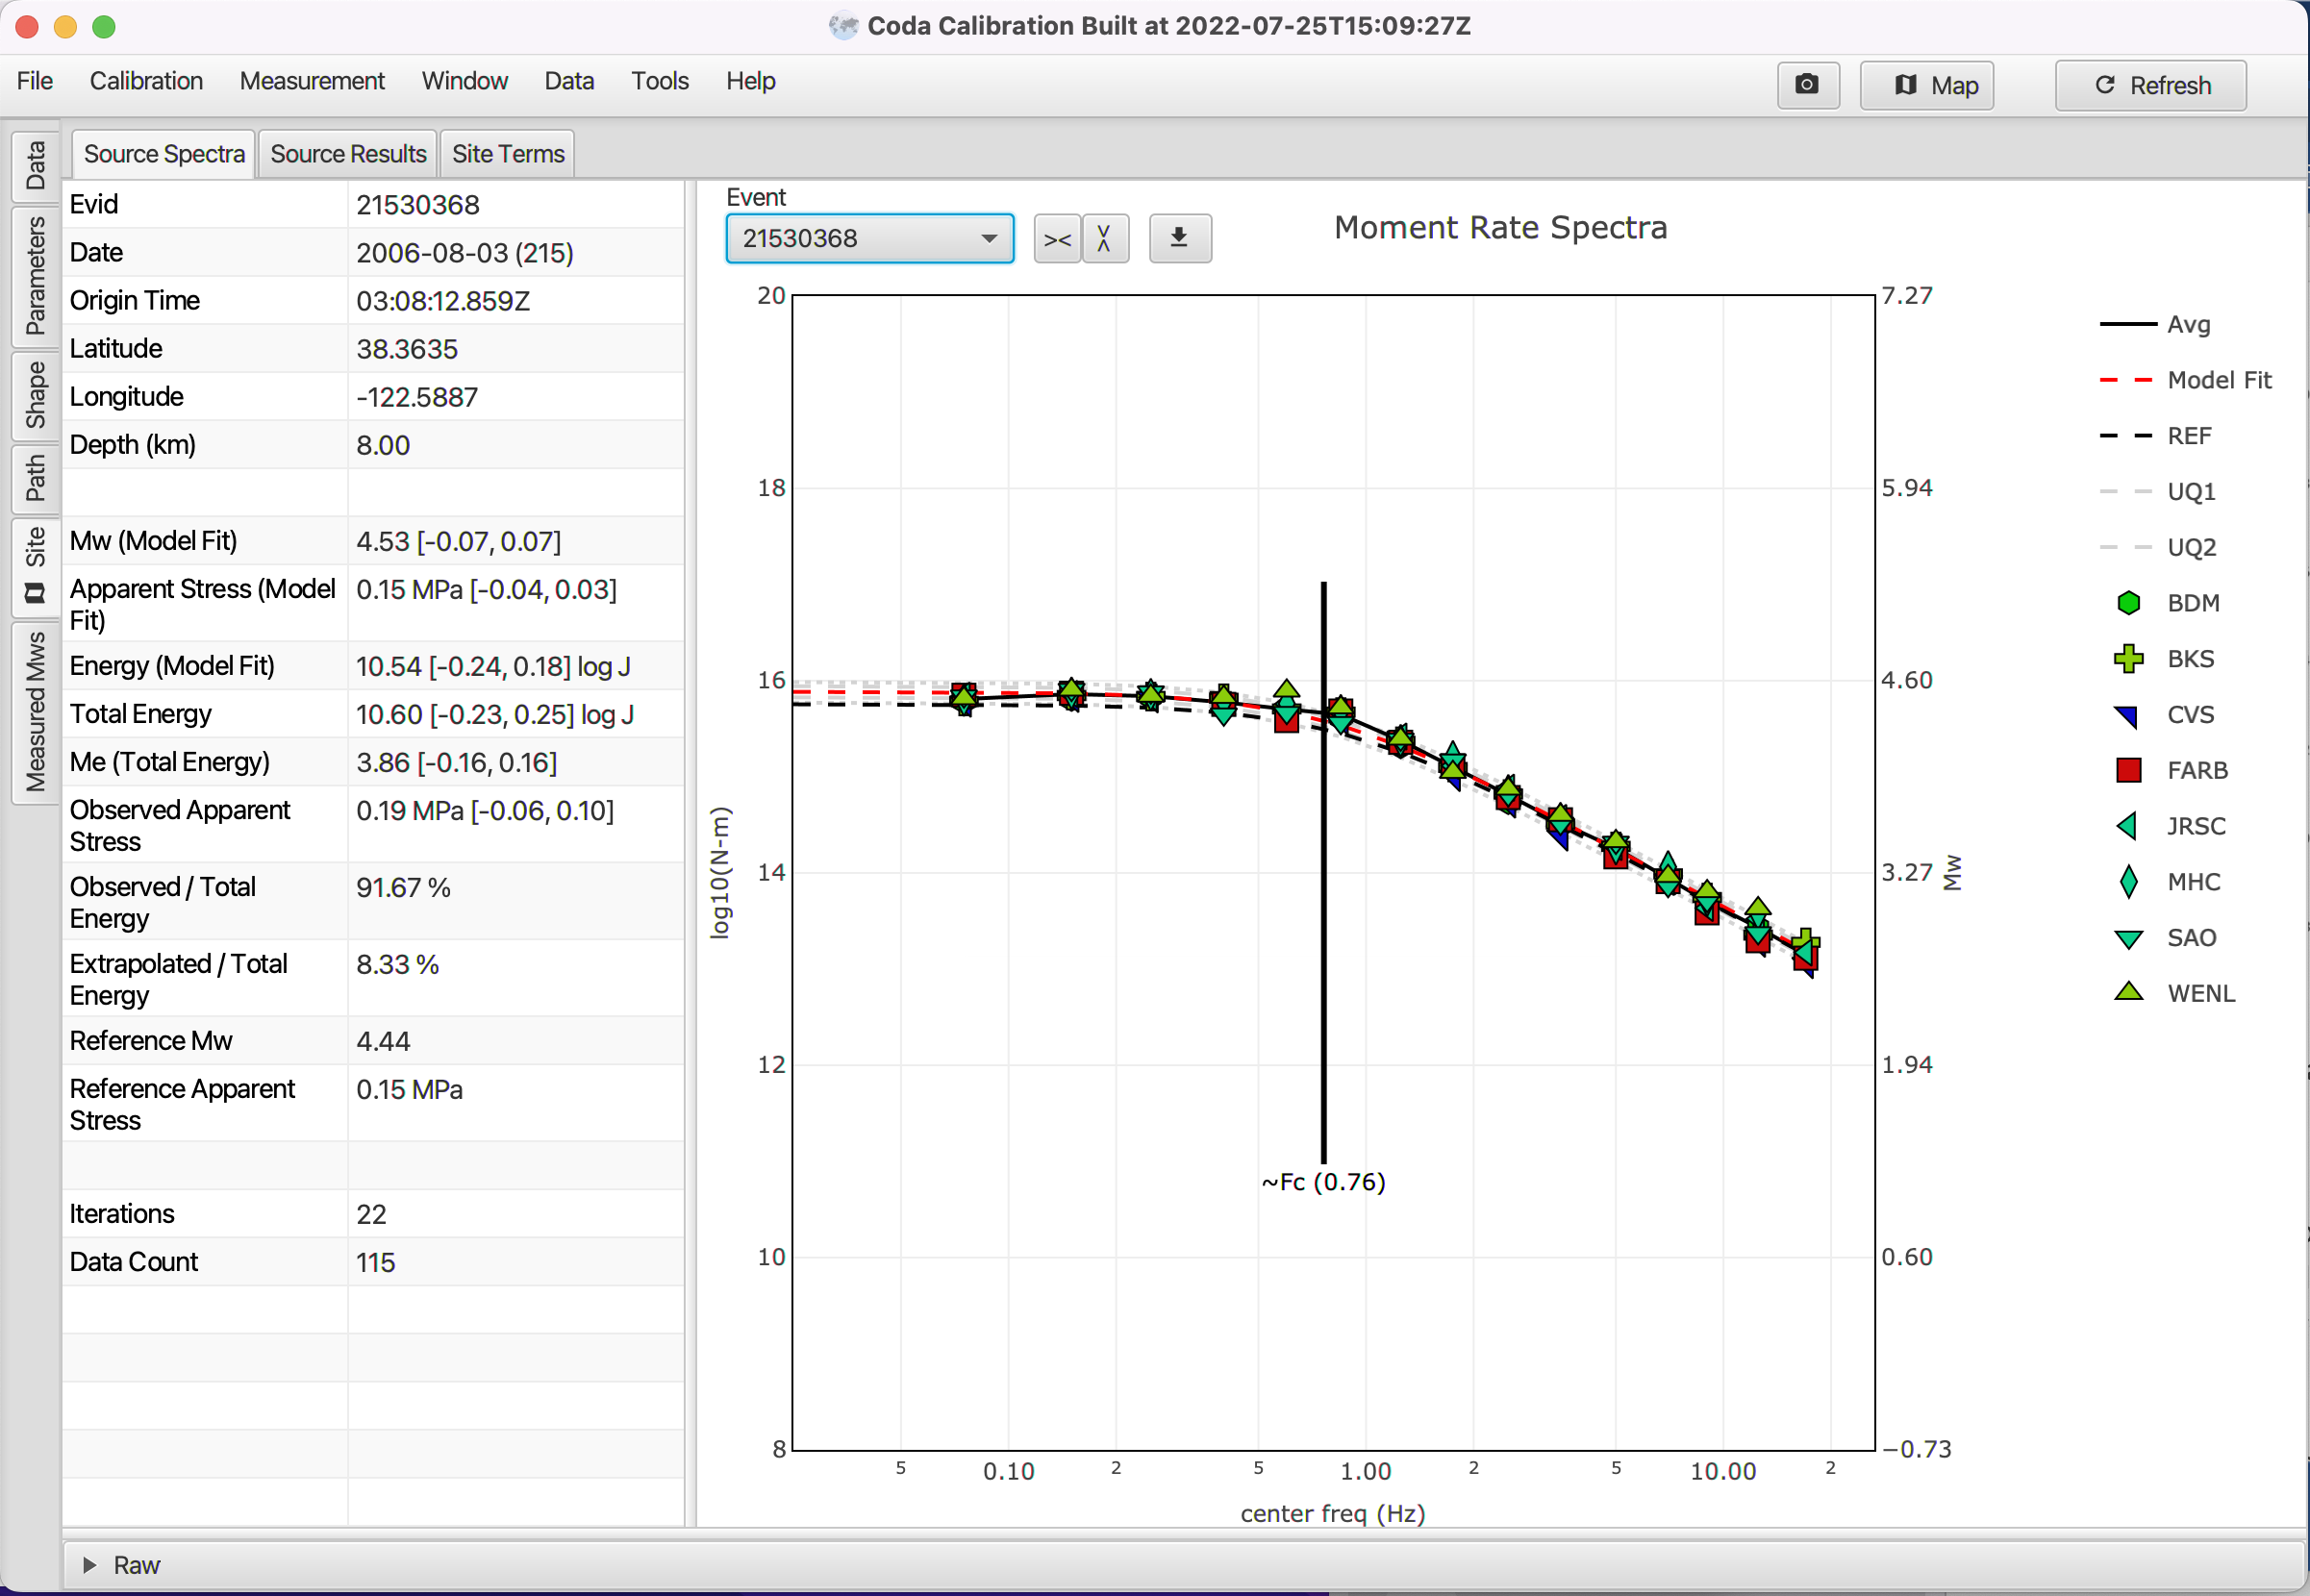 Coda Calibration Built at 2022-07-25T15:09:27Z
File Calibration Measurement Window Data Tools Help Map Refresh
Data
Parameters
Shape
Path
Site
Measured Mws
Source Spectra Source Results Site Terms
Evid 21530368
Date 2006-08-03 (215)
Origin Time 03:08:12.859Z
Latitude 38.3635
Longitude -122.5887
Depth (km) 8.00
Mw (Model Fit) 4.53 [-0.07, 0.07]
Apparent Stress (Model 0.15 MPa [-0.04, 0.03]
Fit)
Energy (Model Fit) 10.54 [-0.24, 0.18] log J
Total Energy 10.60 [-0.23, 0.25] log J
Me (Total Energy) 3.86 [-0.16, 0.16]
Observed Apparent 0.19 MPa [-0.06, 0.10]
Stress
Observed / Total 91.67 %
Energy
Extrapolated / Total 8.33 %
Energy
Reference Mw 4.44
Reference Apparent 0.15 MPa
Stress
Iterations 22
Data Count 115
Event
21530368
><
Moment Rate Spectra
20 7.27
18 5.94
16 4.60
14 3.27
12 1.94
10 0.60
8 −0.73
log10(N-m)
Mw
~Fc (0.76)
5 0.10 2 5 1.00 2 5 10.00 2
center freq (Hz)
Avg
Model Fit
REF
UQ1
UQ2
BDM
BKS
CVS
FARB
JRSC
MHC
SAO
WENL
Raw